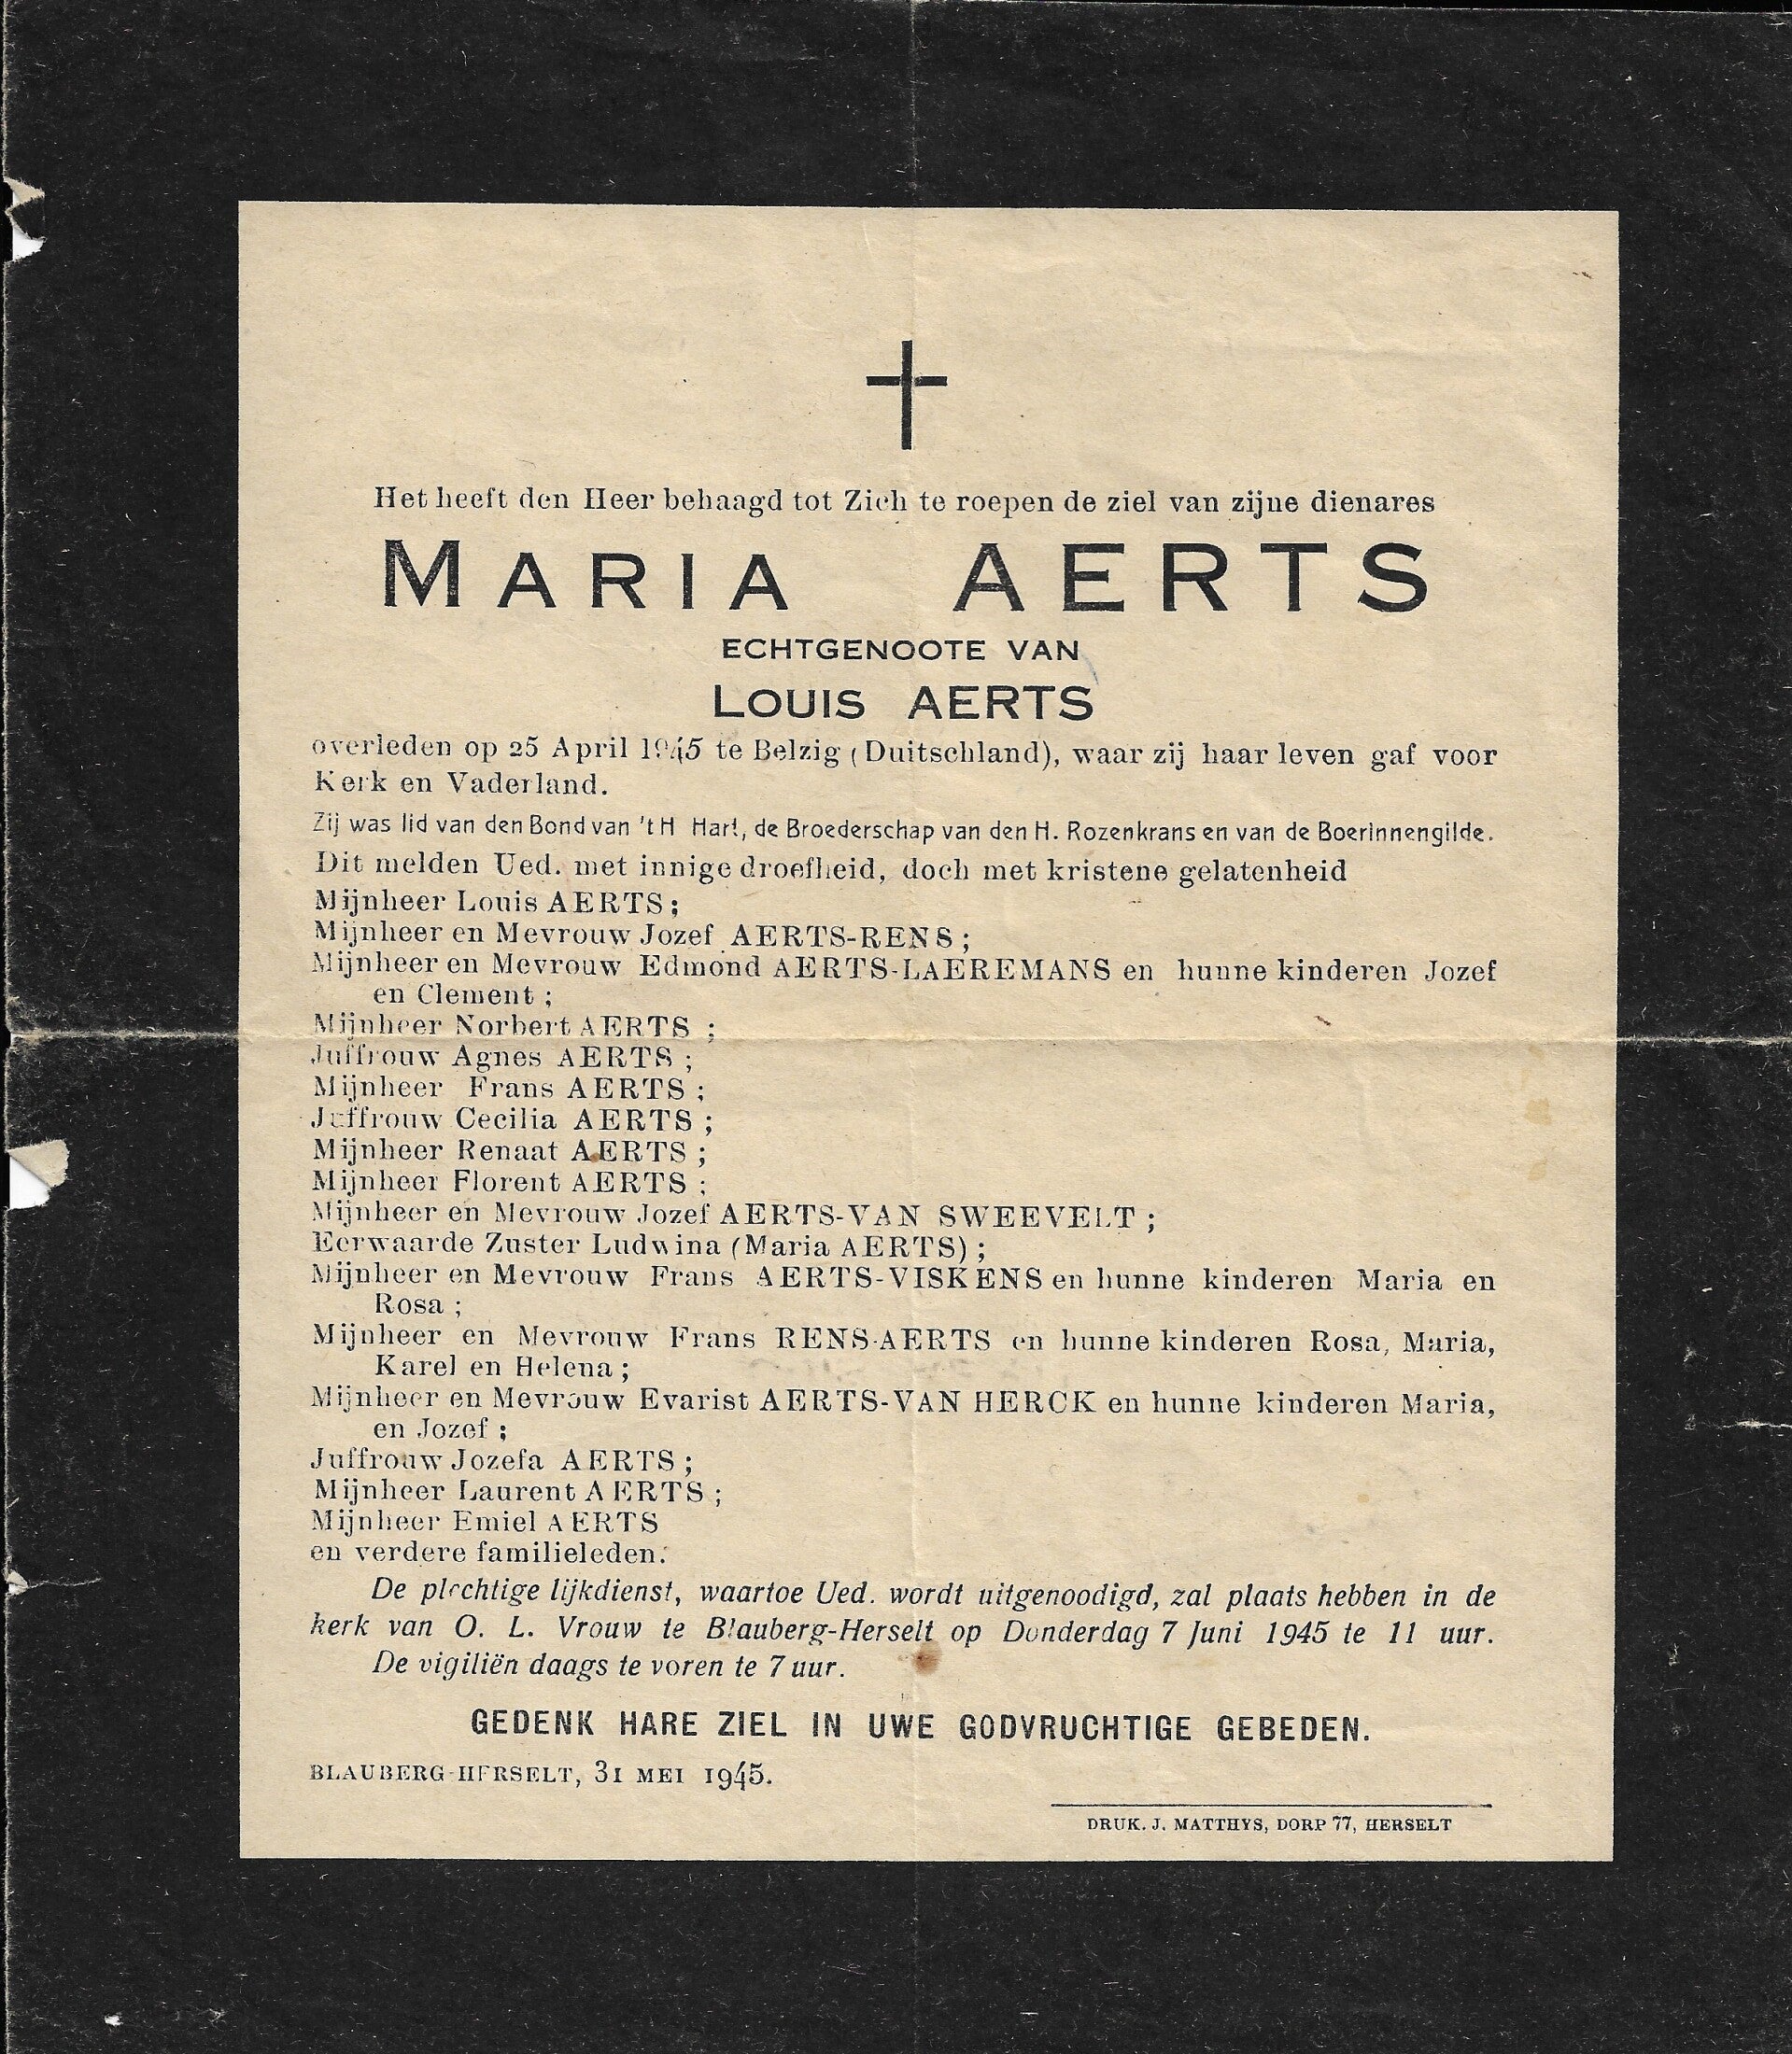 Het heeft den Heer behaagd tot Zich te roepen de ziel van zijne dienares
MARIA AERTS
ECHTGENOOTE VAN
LOUIS AERTS
overleden op 25 April 1945 te Belzig (Duitschland), waar zij haar leven gaf voor
Kerk en Vaderland.
Zij was lid van den Bond van 't H Hart, de Broederschap van den H. Rozenkrans en van de Boerinnengilde.
Dit melden Ued. met innige droefheid, doch met kristene gelatenheid
Mijnheer Louis AERTS;
Mijnheer en Mevrouw Jozef AERTS-RENS;
Mijnheer en Mevrouw Edmond AERTS-LAEREMANS en hunne kinderen Jozef
en Clement;
Mijnheer Norbert AERTS;
Juffrouw Agnes AERTS;
Mijnheer Frans AERTS;
Juffrouw Cecilia AERTS;
Mijnheer Renaat AERTS;
Mijnheer Florent AERTS;
Mijnheer en Mevrouw Jozef AERTS-VAN SWEEVELT;
Eerwaarde Zuster Ludwina (Maria AERTS);
Mijnheer en Mevrouw Frans AERTS-VISKENS en hunne kinderen Maria en
Rosa;
Mijnheer en Mevrouw Frans RENS-AERTS en hunne kinderen Rosa, Maria,
Karel en Helena;
Mijnheer en Mevrouw Evarist AERTS-VAN HERCK en hunne kinderen Maria,
en Jozef;
Juffrouw Jozefa AERTS;
Mijnheer Laurent AERTS;
Mijnheer Emiel AERTS
en verdere familieleden.
De plechtige lijkdienst, waartoe Ued. wordt uitgenoodigd, zal plaats hebben in de
kerk van O. L. Vrouw te Blauberg-Herselt op Donderdag 7 Juni 1945 te 11 uur.
De vigiliën daags te voren te 7 uur.
GEDENK HARE ZIEL IN UWE GODVRUCHTIGE GEBEDEN.
BLAUBERG-HERSELT, 31 MEI 1945.
DRUK. J. MATTHYS, DORP 77, HERSELT